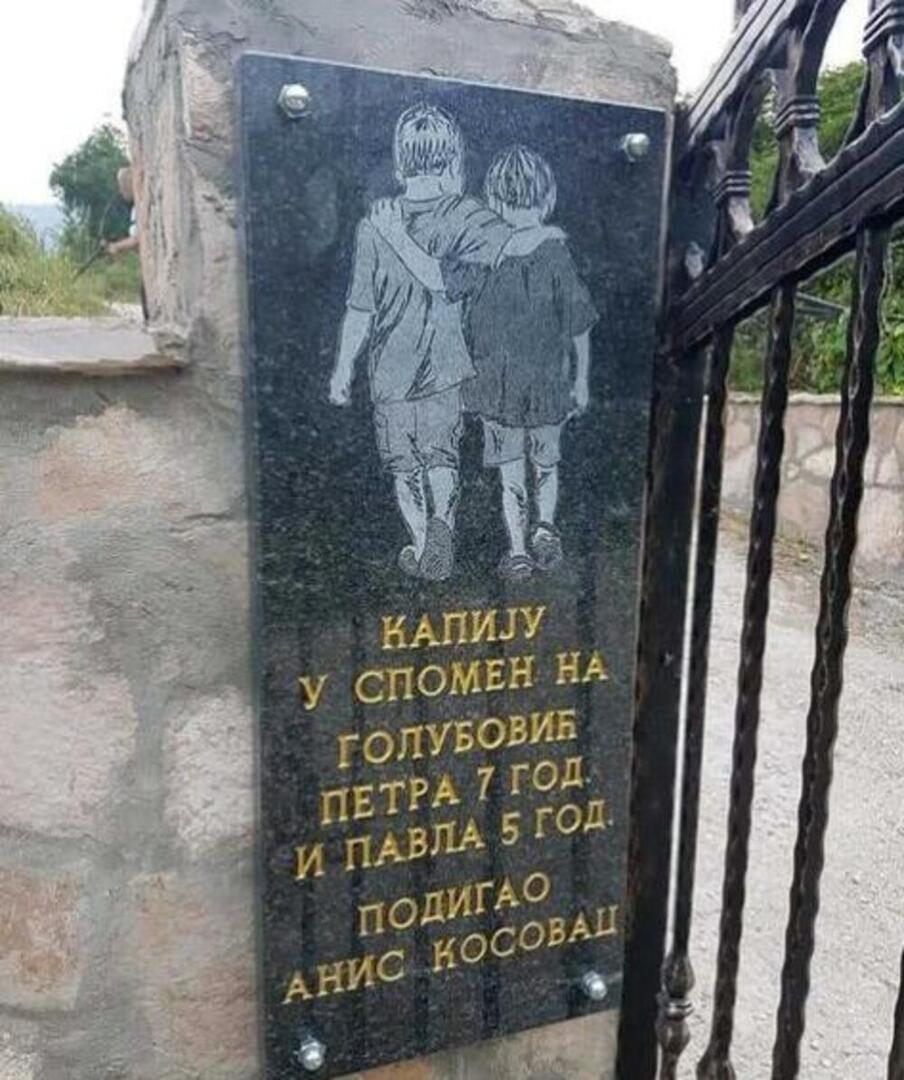 КАПИЈУ
У СПОМЕН НА
ГОЛУБОВИЋ
ПЕТРА 7 ГОД.
И ПАВЛА 5 ГОД.
ПОДИГАО
АНИС КОСОВАЦ